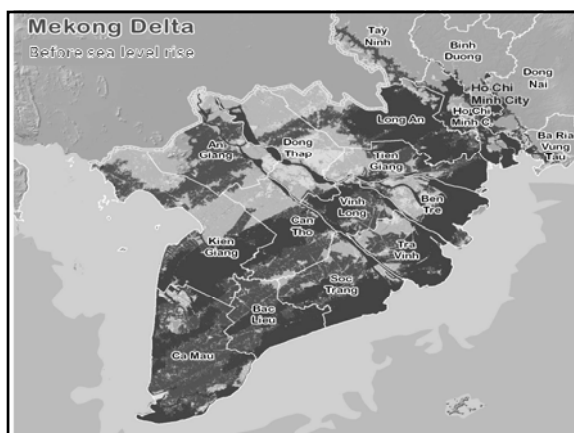 Mekong Delta
Before sea level rise
Tay
Ninh
Binh
Duong
Dong
Nai
Ho Chi
Minh City
Ho Chi
Minh C
Ba Ria
Vung
Tau
Long An
An
Giang
Dong
Thap
Tien
Giang
Ben
Tre
Vinh
Long
Can
Tho
Tra
Vinh
Kien
Giang
Soc
Trang
Bac
Lieu
Ca Mau